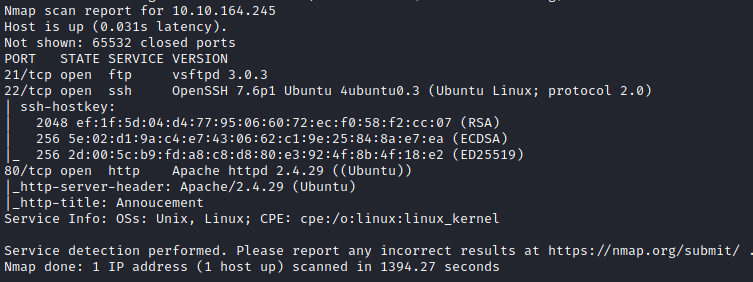 Nmap scan report for 10.10.164.245
Host is up (0.031s latency).
Not shown: 65532 closed ports
PORT   STATE SERVICE VERSION
21/tcp open  ftp     vsftpd 3.0.3
22/tcp open  ssh     OpenSSH 7.6p1 Ubuntu 4ubuntu0.3 (Ubuntu Linux; protocol 2.0)
| ssh-hostkey:
|   2048 ef:1f:5d:04:d4:77:95:06:60:72:ec:f0:58:f2:cc:07 (RSA)
|   256 5e:02:d1:9a:c4:e7:43:06:62:c1:9e:25:84:8a:e7:ea (ECDSA)
|_  256 2d:00:5c:b9:fd:a8:c8:d8:80:e3:92:4f:8b:4f:18:e2 (ED25519)
80/tcp open  http    Apache httpd 2.4.29 ((Ubuntu))
|_http-server-header: Apache/2.4.29 (Ubuntu)
|_http-title: Annoucement
Service Info: OSs: Unix, Linux; CPE: cpe:/o:linux:linux_kernel

Service detection performed. Please report any incorrect results at https://nmap.org/submit/ .
Nmap done: 1 IP address (1 host up) scanned in 1394.27 seconds